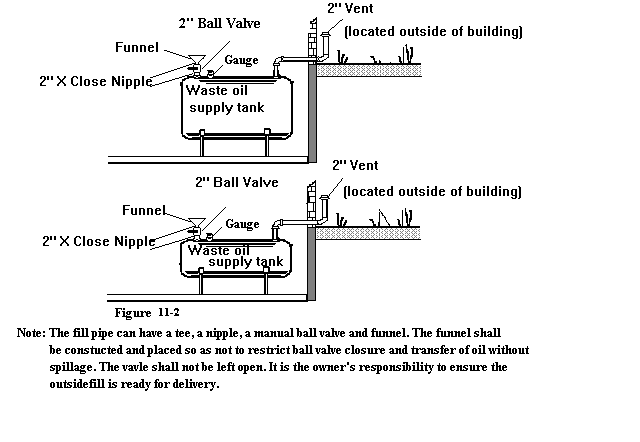 2" Vent
2" Ball Valve
(located outside of building)
Funnel
Gauge
2" X Close Nipple
Waste oil
supply tank
2" Vent
2" Ball Valve
(located outside of building)
Funnel
Gauge
2" X Close Nipple
Waste oil
supply tank
Figure 11-2
Note: The fill pipe can have a tee, a nipple, a manual ball valve and funnel. The funnel shall
be constucted and placed so as not to restrict ball valve closure and transfer of oil without
spillage. The vavle shall not be left open. It is the owner's responsibility to ensure the
outsidefill is ready for delivery.